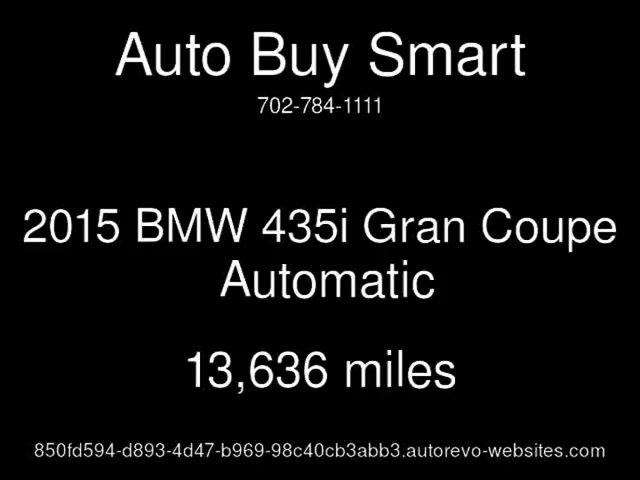 Auto Buy Smart
702-784-1111
2015 BMW 435i Gran Coupe
Automatic
13,636 miles
850fd594-d893-4d47-b969-98c40cb3abb3.autorevo-websites.com